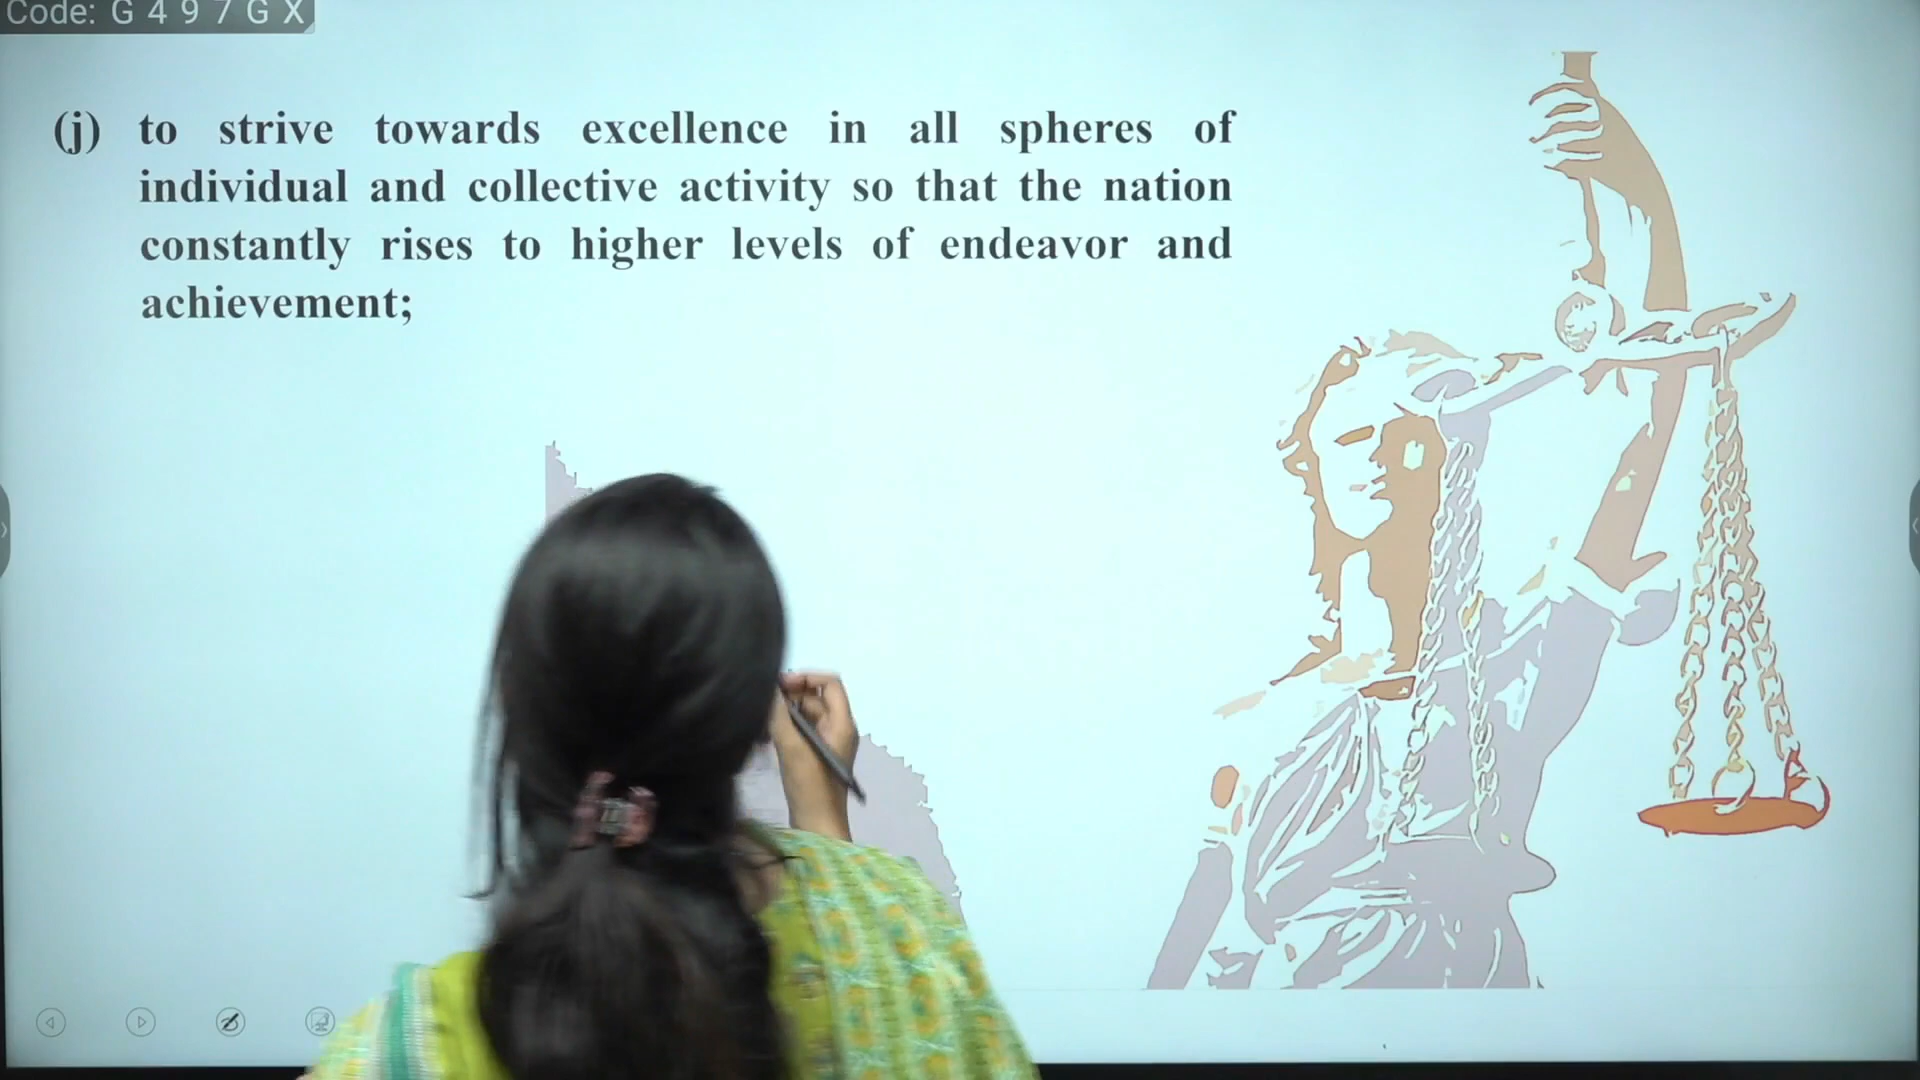 Code: G 4 9 7 G X
(j) to strive towards excellence in all spheres of
individual and collective activity so that the nation
constantly rises to higher levels of endeavor and
achievement;